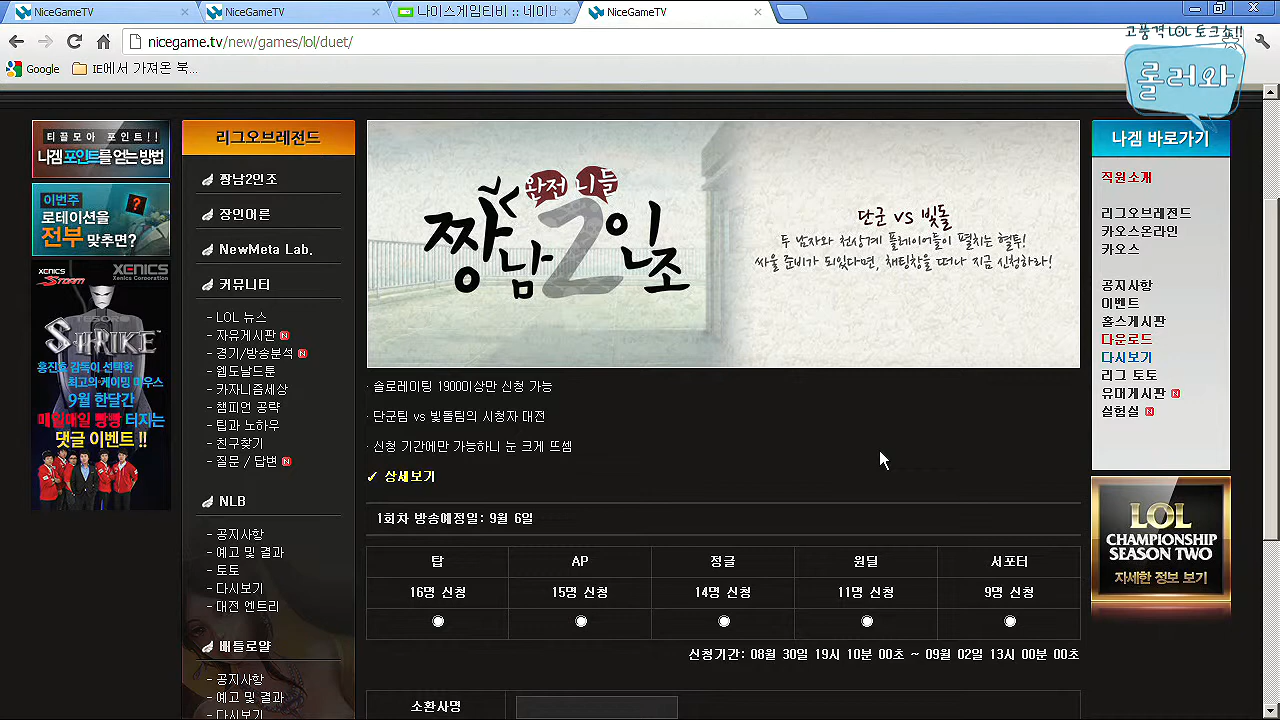 NiceGameTV
NiceGameTV
나이스게임티비 :: 네이버
NiceGameTV
nicegame.tv/new/games/lol/duet/
Google
IE에서 가져온 북...
고품격 LOL 토크쇼!!
롤러와
티끌모아 포인트!!
나겜 포인트를 얻는 방법
이번주
로테이션을
전부 맞추면?
XENICS
STORM
XENICS
Xenics Corporation
TESORO
SHRIKE
홍진호 감독이 선택한
최고의 게이밍 마우스
9월 한달간
매일매일 빵빵 터지는
댓글 이벤트 !!
리그오브레전드
짱남2인조
장인어른
NewMeta Lab.
커뮤니티
- LOL 뉴스
- 자유게시판 N
- 경기/방송분석 N
- 웹도날드툰
- 카자니즘세상
- 챔피언 공략
- 팁과 노하우
- 친구찾기
- 질문 / 답변 N
NLB
- 공지사항
- 예고 및 결과
- 토토
- 다시보기
- 대전 엔트리
배틀로얄
- 공지사항
- 예고 및 결과
- 다시보기
완전 니들
짱남2인조
단군 vs 빛돌
두 남자와 천상계 플레이어들이 펼치는 혈투!
싸울 준비가 되있다면, 채팅창을 떠나 지금 신청하라!
· 솔로레이팅 1900이상만 신청 가능
· 단군팀 vs 빛돌팀의 시청자 대전
· 신청 기간에만 가능하니 눈 크게 뜨셈
✓ 상세보기
1회차 방송예정일: 9월 6일
탑 AP 정글 원딜 서포터
16명 신청 15명 신청 14명 신청 11명 신청 9명 신청
신청기간: 08월 30일 19시 10분 00초 ~ 09월 02일 13시 00분 00초
소환사명
나겜 바로가기
직원소개
리그오브레전드
카오스온라인
카오스
공지사항
이벤트
홀스게시판
다운로드
다시보기
리그 토토
유머게시판 N
실험실 N
LOL
CHAMPIONSHIP
SEASON TWO
자세한 정보 보기